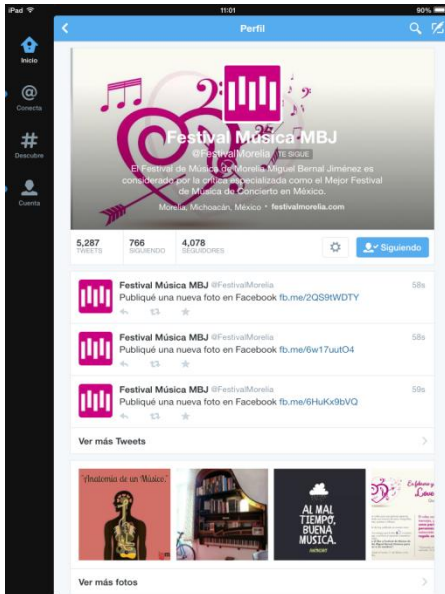 iPad
11:01
90%
Perfil
Inicio
Conecta
Descubre
Cuenta
Festival Música MBJ
@FestivalMorelia TE SIGUE
El Festival de Música de Morelia Miguel Bernal Jiménez es
considerado por la crítica especializada como el Mejor Festival
de Música de Concierto en México.
Morelia, Michoacán, México • festivalmorelia.com
5,287
TWEETS
766
SIGUIENDO
4,078
SEGUIDORES
Siguiendo
Festival Música MBJ @FestivalMorelia 58s
Publiqué una nueva foto en Facebook fb.me/2QS9tWDTY
Festival Música MBJ @FestivalMorelia 58s
Publiqué una nueva foto en Facebook fb.me/6w17uutO4
Festival Música MBJ @FestivalMorelia 59s
Publiqué una nueva foto en Facebook fb.me/6HuKx9bVQ
Ver más Tweets
"Anatomía de un Músico."
AL MAL
TIEMPO,
BUENA
MÚSICA.
En febrero y
Love
Ver más fotos